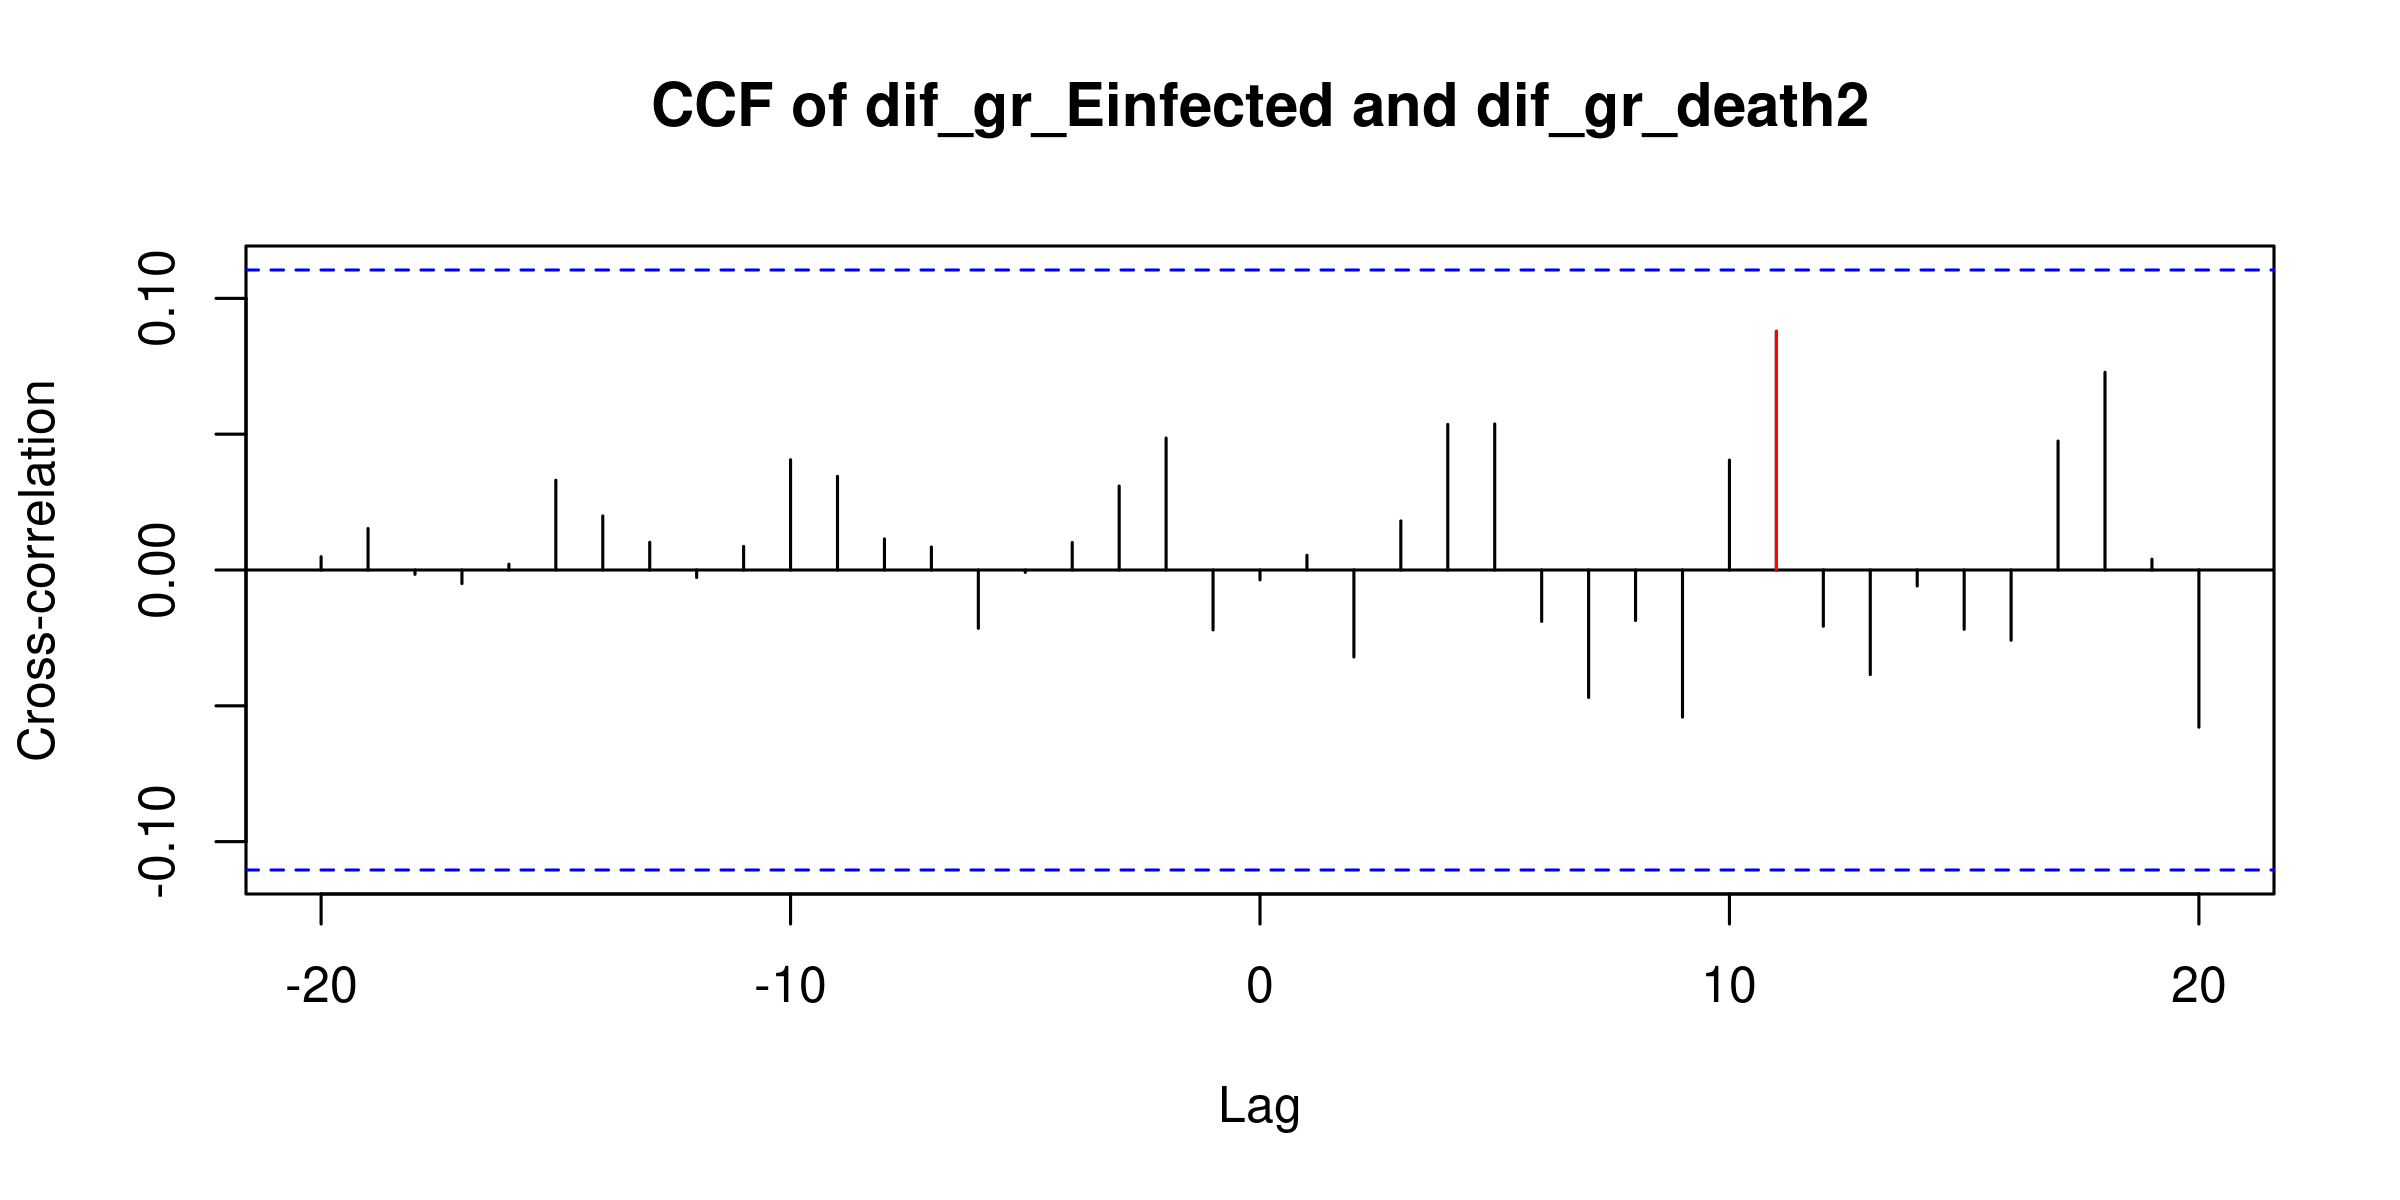 CCF of dif_gr_Einfected and dif_gr_death2
Cross-correlation
0.10
0.00
-0.10
-20 -10 0 10 20
Lag